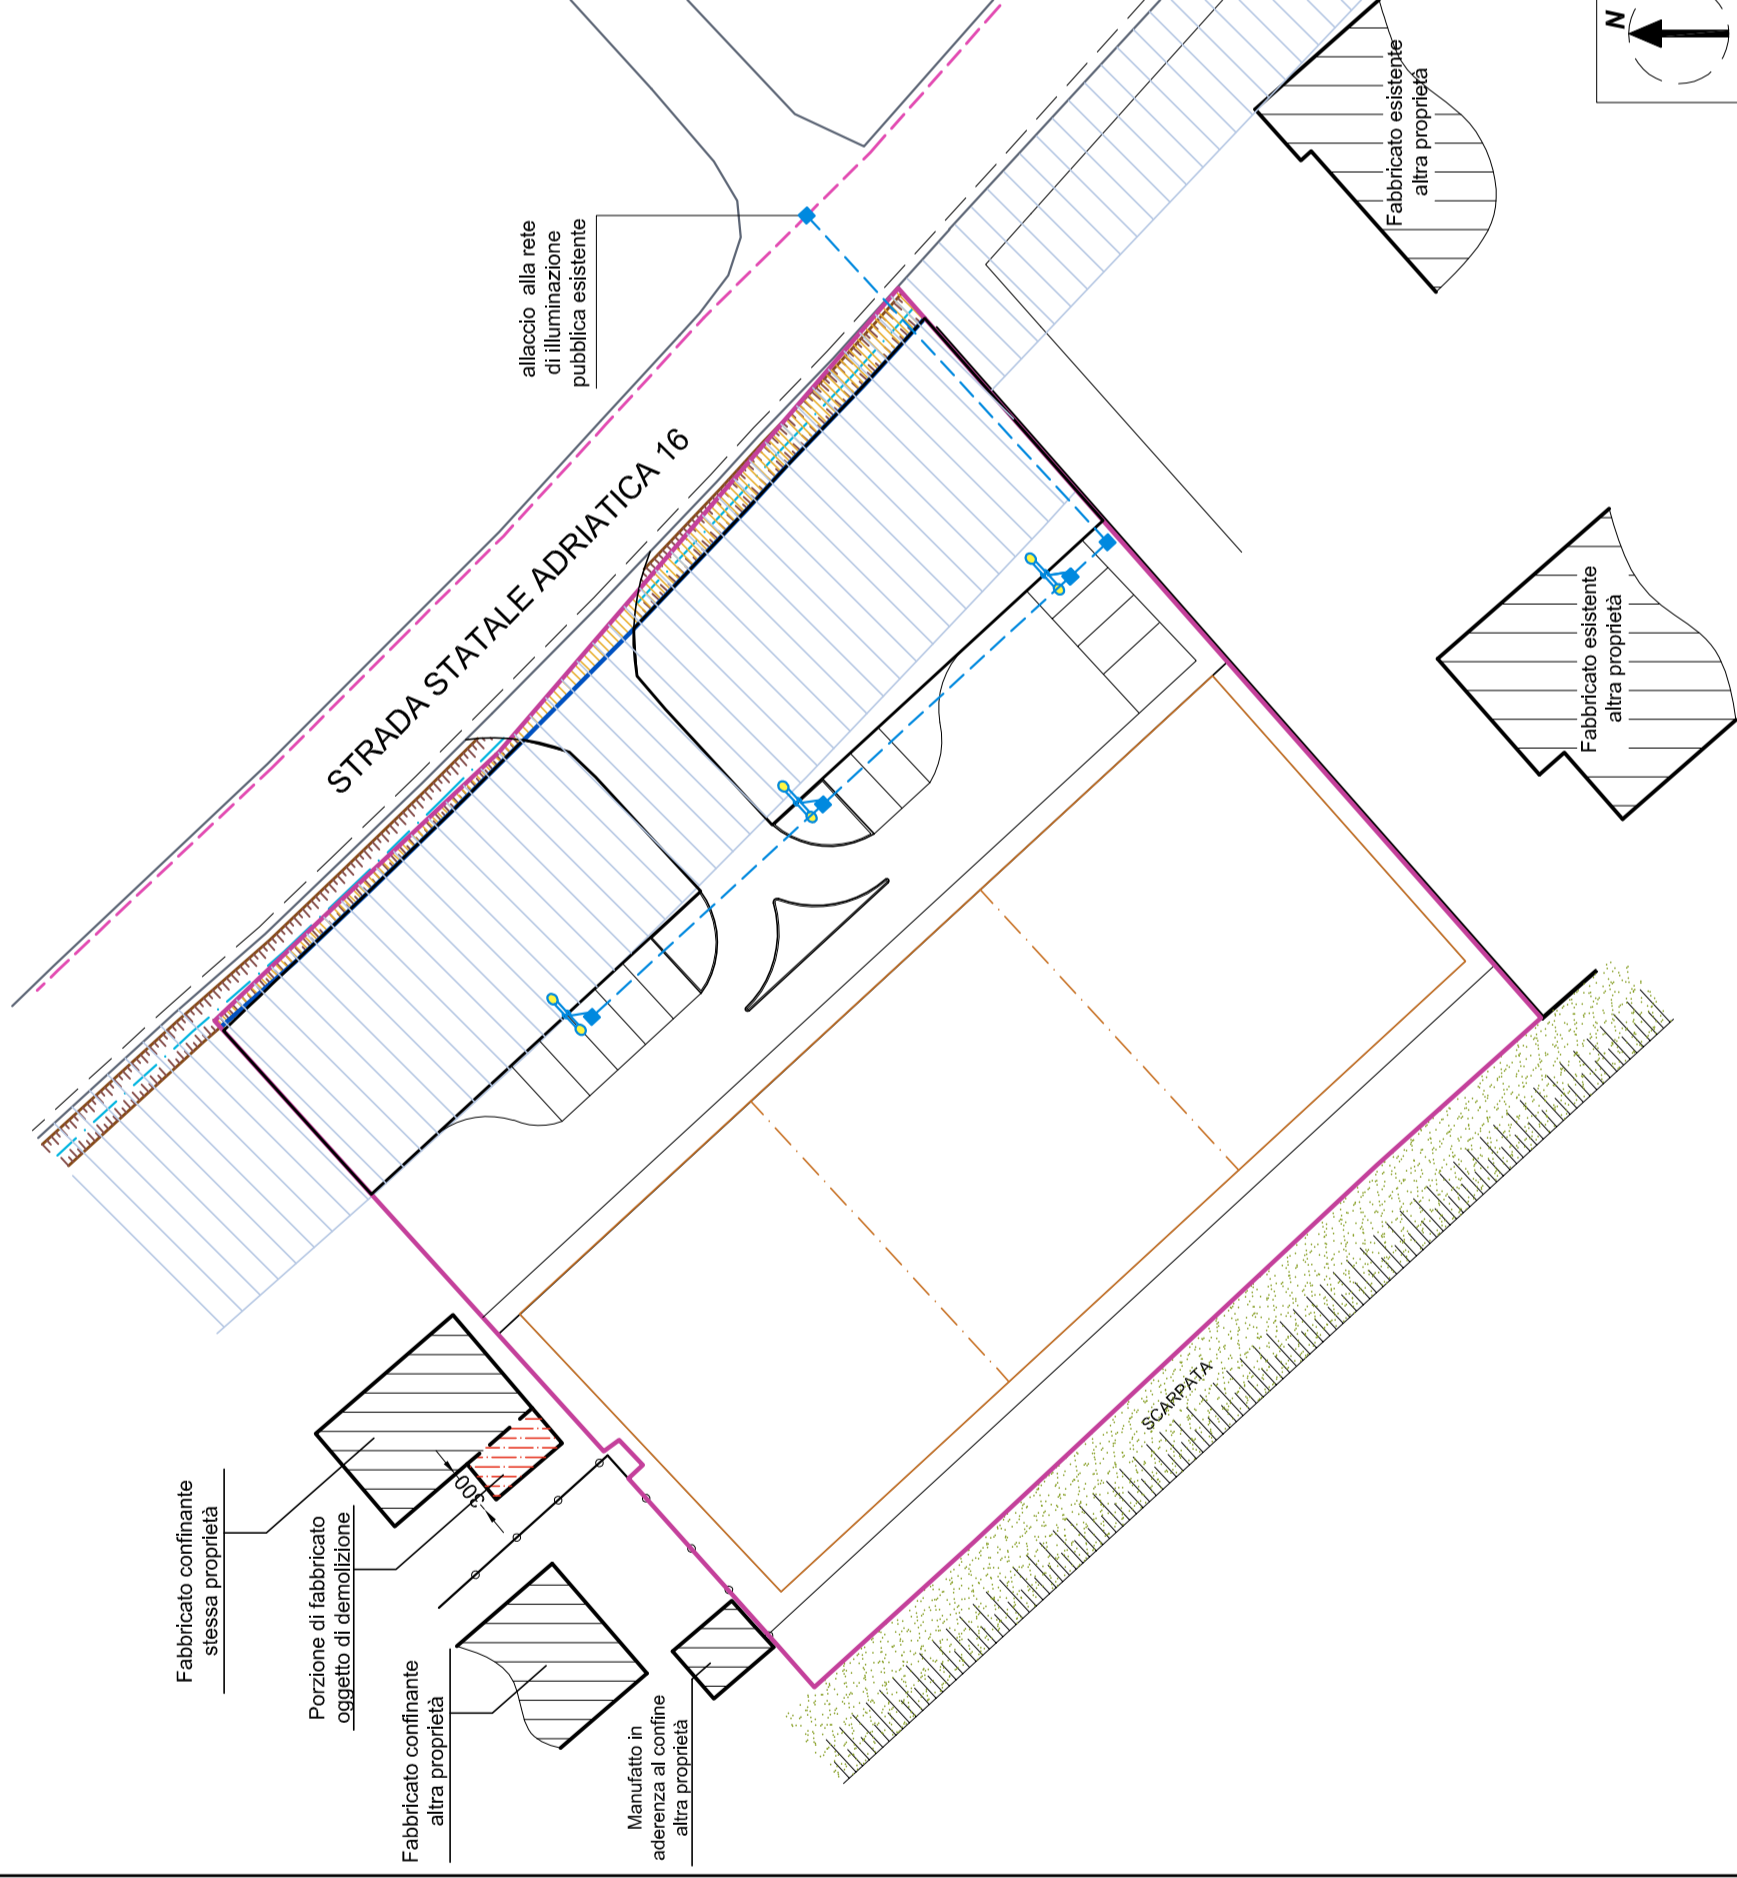 N
Fabbricato esistente
altra proprietà
allaccio alla rete
di illuminazione
pubblica esistente
STRADA STATALE ADRIATICA 16
Fabbricato esistente
altra proprietà
SCARPATA
Fabbricato confinante
stessa proprietà
300
Porzione di fabbricato
oggetto di demolizione
Fabbricato confinante
altra proprietà
Manufatto in
aderenza al confine
altra proprietà